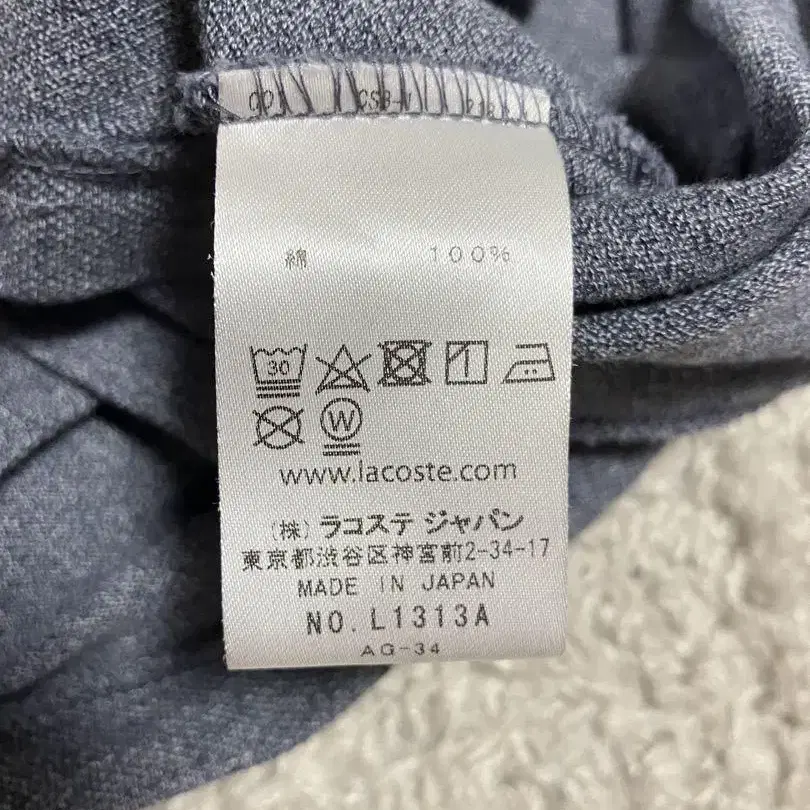 綿 100%
30
W
www.lacoste.com
(株) ラコステ ジャパン
東京都渋谷区神宮前2-34-17
MADE IN JAPAN
NO. L1313A
AG-34